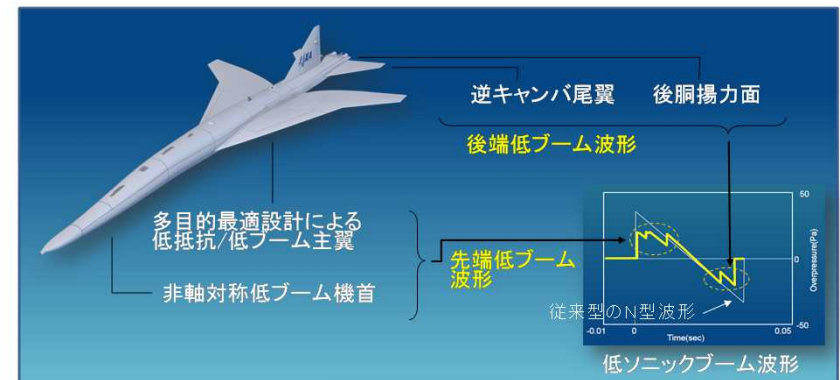 JAXA
逆キャンバ尾翼
後胴揚力面
後端低ブーム波形
多目的最適設計による
低抵抗/低ブーム主翼
先端低ブーム
波形
非軸対称低ブーム機首
50
0
-50
Overpressure(Pa)
従来型のN型波形
-0.01
0
0.05
Time(sec)
低ソニックブーム波形